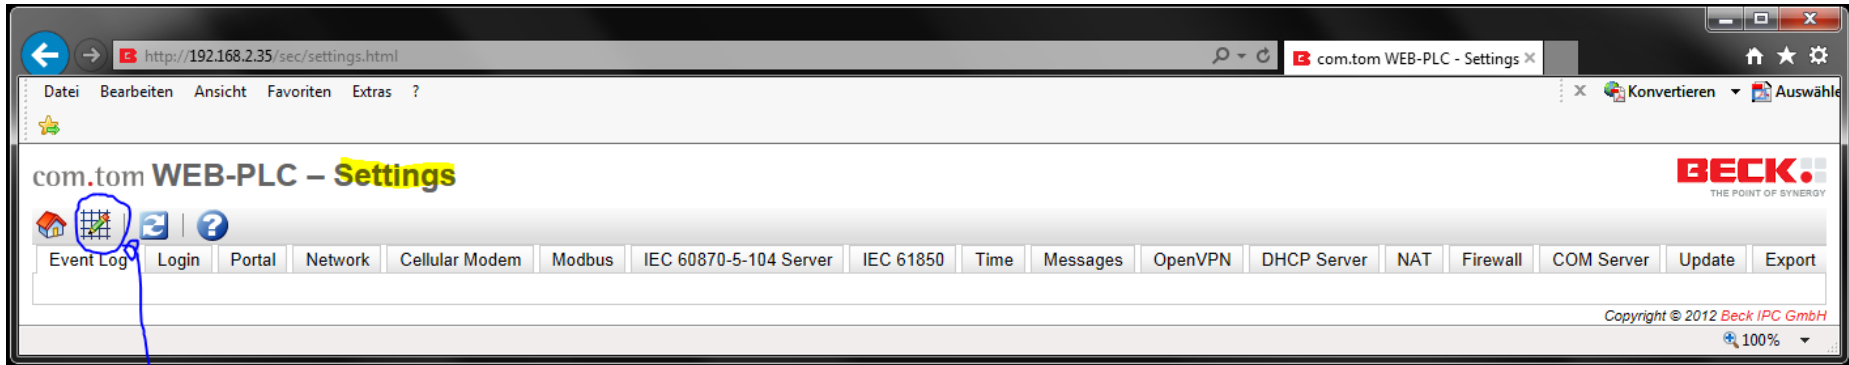 http://192.168.2.35/sec/settings.html
com.tom WEB-PLC - Settings
Datei Bearbeiten Ansicht Favoriten Extras ?
Konvertieren Auswähle
com.tom WEB-PLC – Settings
BECK
THE POINT OF SYNERGY
Event Log Login Portal Network Cellular Modem Modbus IEC 60870-5-104 Server IEC 61850 Time Messages OpenVPN DHCP Server NAT Firewall COM Server Update Export
Copyright © 2012 Beck IPC GmbH
100%